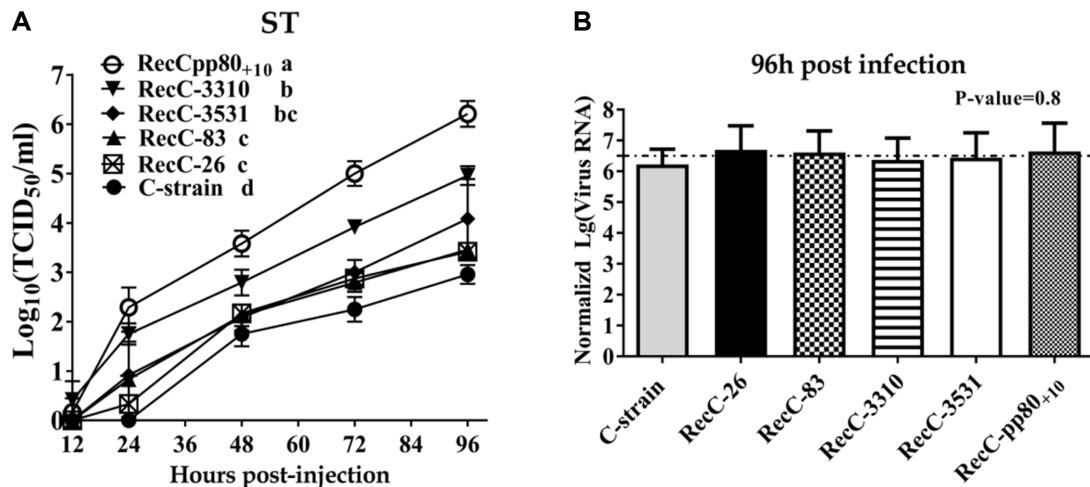 A
ST
RecCpp80+10 a
RecC-3310 b
RecC-3531 bc
RecC-83 c
RecC-26 c
C-strain d
Log10(TCID50/ml)
7
6
5
4
3
2
1
0
12 24 36 48 60 72 84 96
Hours post-injection
B
96h post infection
P-value=0.8
Normalizd Lg(Virus RNA)
8
7
6
5
4
3
2
1
0
C-strain
RecC-26
RecC-83
RecC-3310
RecC-3531
RecC-pp80+10